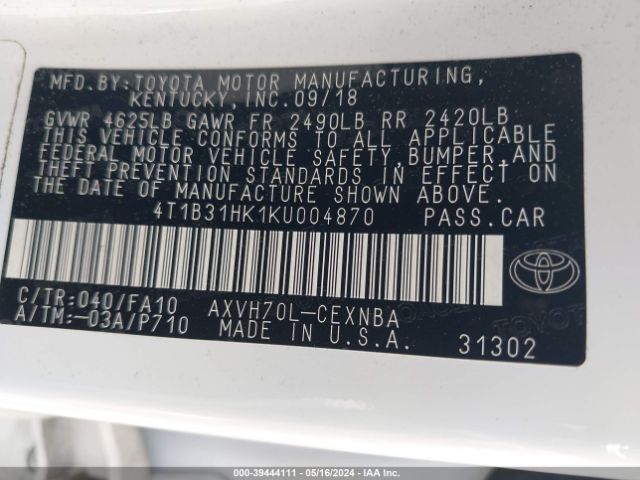 MFD.BY:TOYOTA MOTOR MANUFACTURING,
KENTUCKY, INC.09/18
GVWR 4625LB GAWR FR 2490LB RR 2420LB
THIS VEHICLE CONFORMS TO ALL APPLICABLE
FEDERAL MOTOR VEHICLE SAFETY,BUMPER,AND
THEFT PREVENTION STANDARDS IN EFFECT ON
THE DATE OF MANUFACTURE SHOWN ABOVE.
4T1B31HK1KU004870 PASS.CAR
C/TR:040/FA10 AXVH70L-CEXNBA
A/TM:-03A/P710 MADE IN U.S.A.
31302
TOYOTA
000-39444111 - 05/16/2024 - IAA Inc.